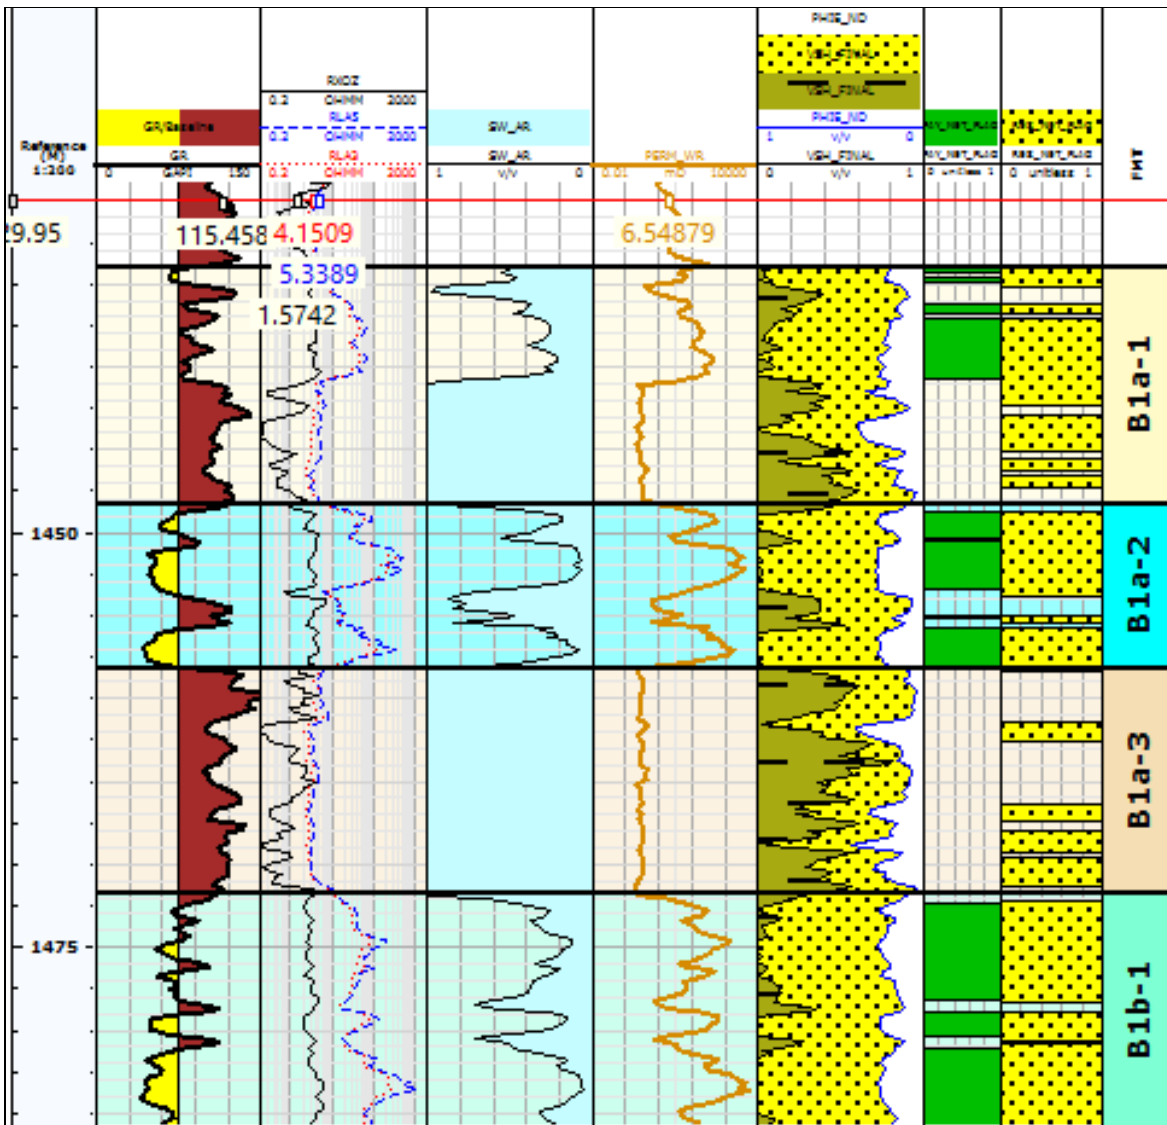 PHIE_ND
VSH_FINAL
RXOZ
0.2 OHMM 2000
VSH_FINAL
GR/Baseline
RLA5
0.2 OHMM 2000
SW_AR
PHIE_ND
1 v/v 0
Reference
(M)
1:200
GR
0 GAPI 150
RLA3
0.2 OHMM 2000
SW_AR
1 v/v 0
PERM_WR
0.01 mD 10000
VSH_FINAL
0 v/v 1
0 unitless 1
0 unitless 1
FMT
29.95
115.458
4.1509
6.54879
5.3389
1.5742
B1a-1
1450
B1a-2
B1a-3
1475
B1b-1